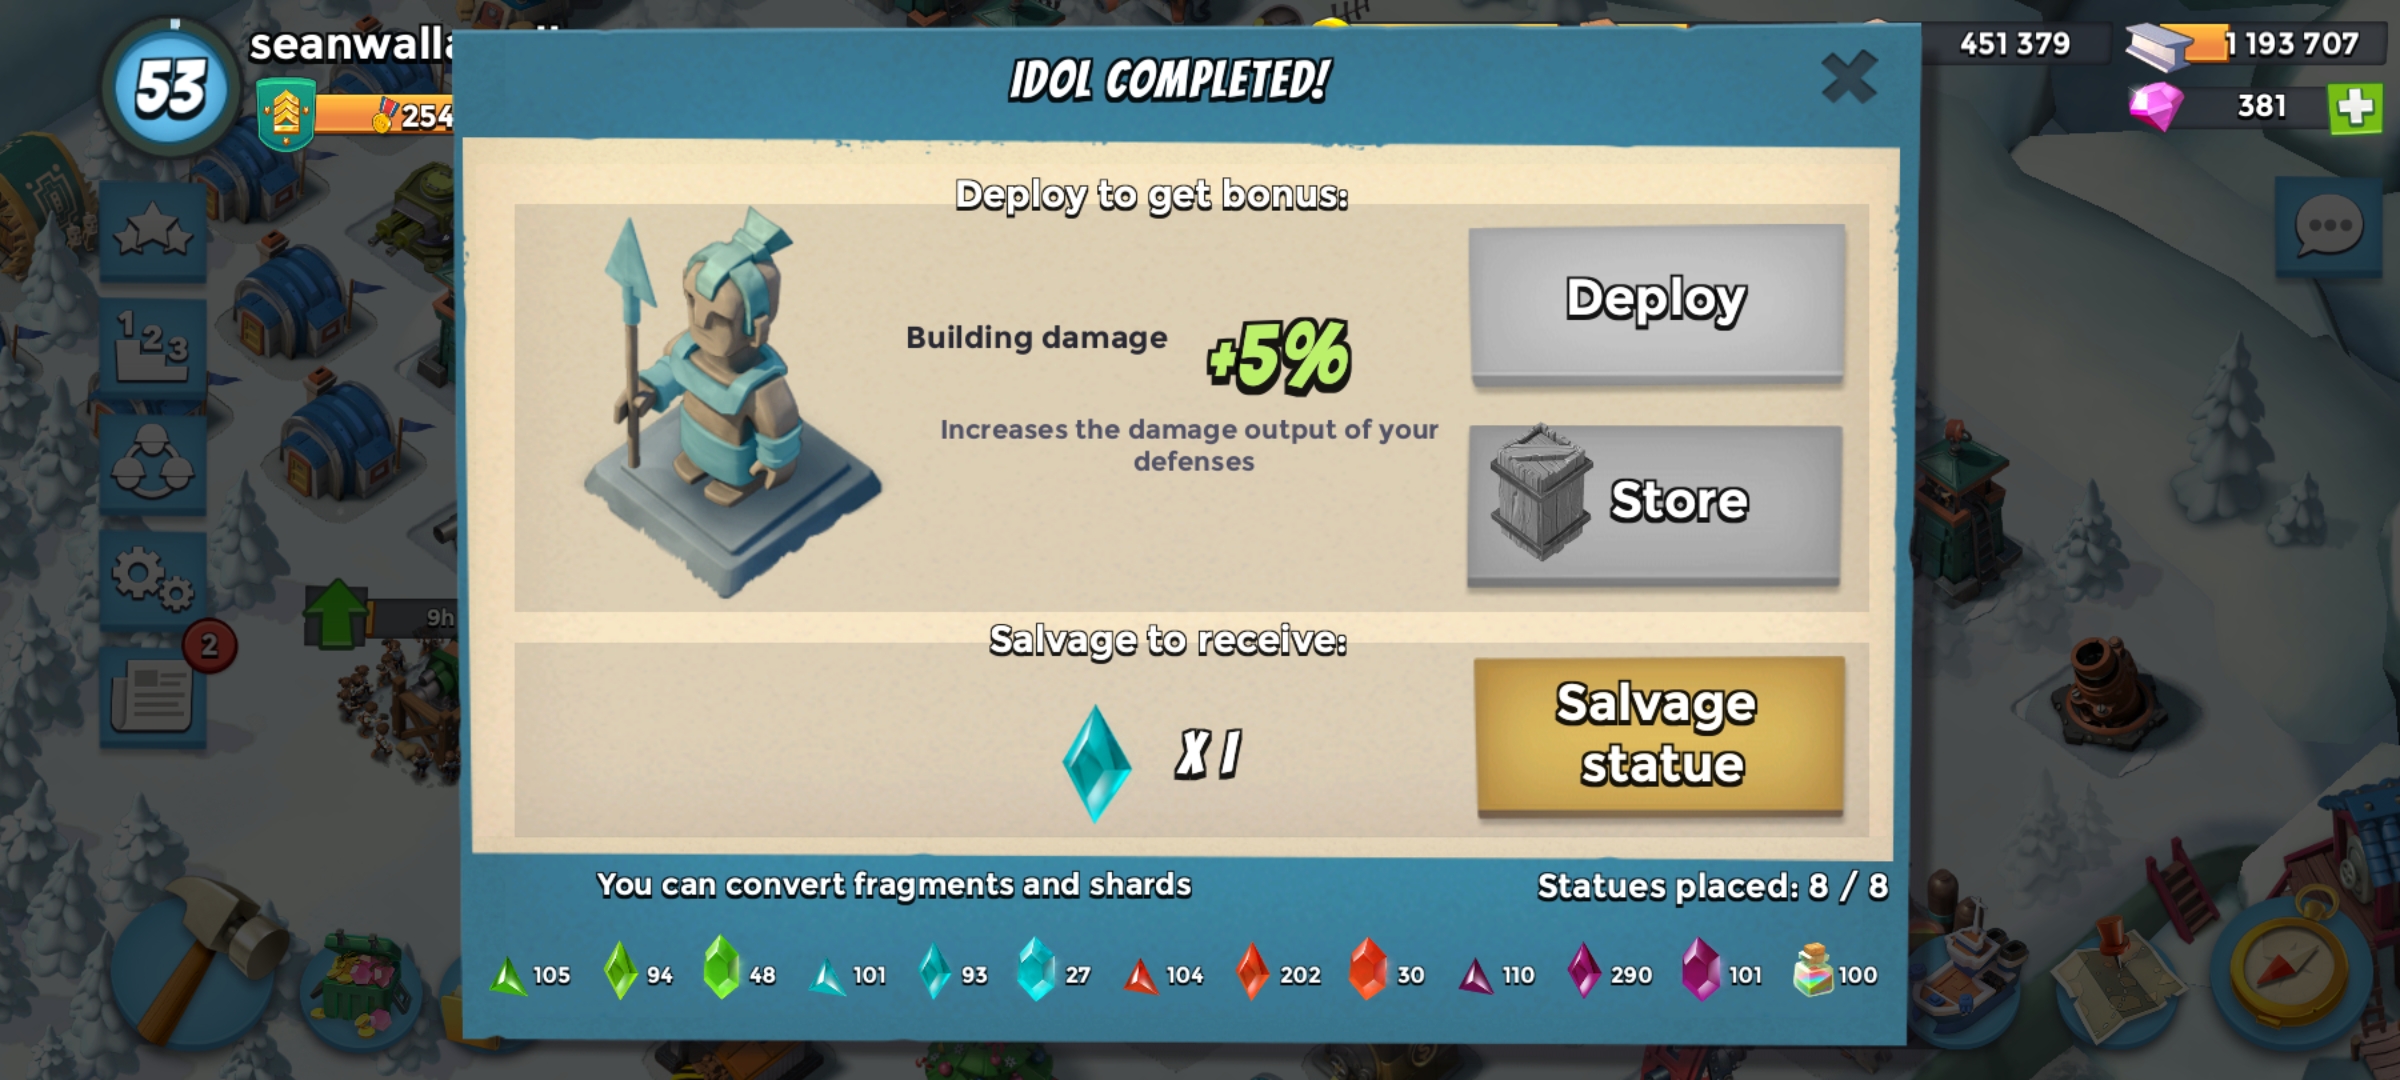 53
254
IDOL COMPLETED!
451 379
1 193 707
381
Deploy to get bonus:
Building damage +5%
Increases the damage output of your
defenses
Deploy
Store
1 2 3
9h
2
Salvage to receive:
X 1
Salvage
statue
You can convert fragments and shards
Statues placed: 8 / 8
105 94 48 101 93 27 104 202 30 110 290 101 100